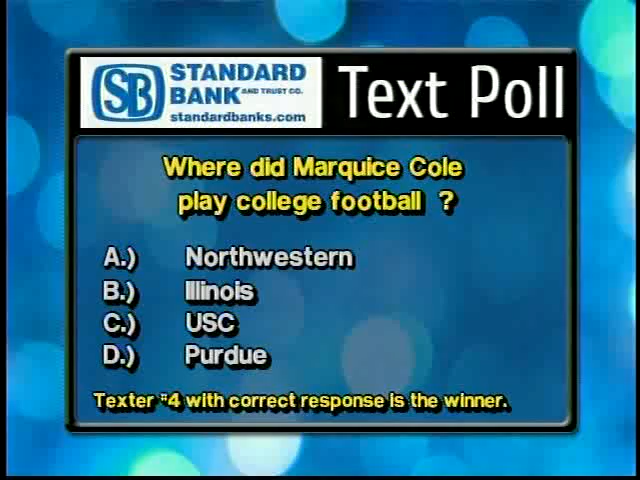 SB STANDARD
BANK AND TRUST CO.
standardbanks.com
Text Poll
Where did Marquice Cole
play college football ?
A.) Northwestern
B.) Illinois
C.) USC
D.) Purdue
Texter #4 with correct response is the winner.